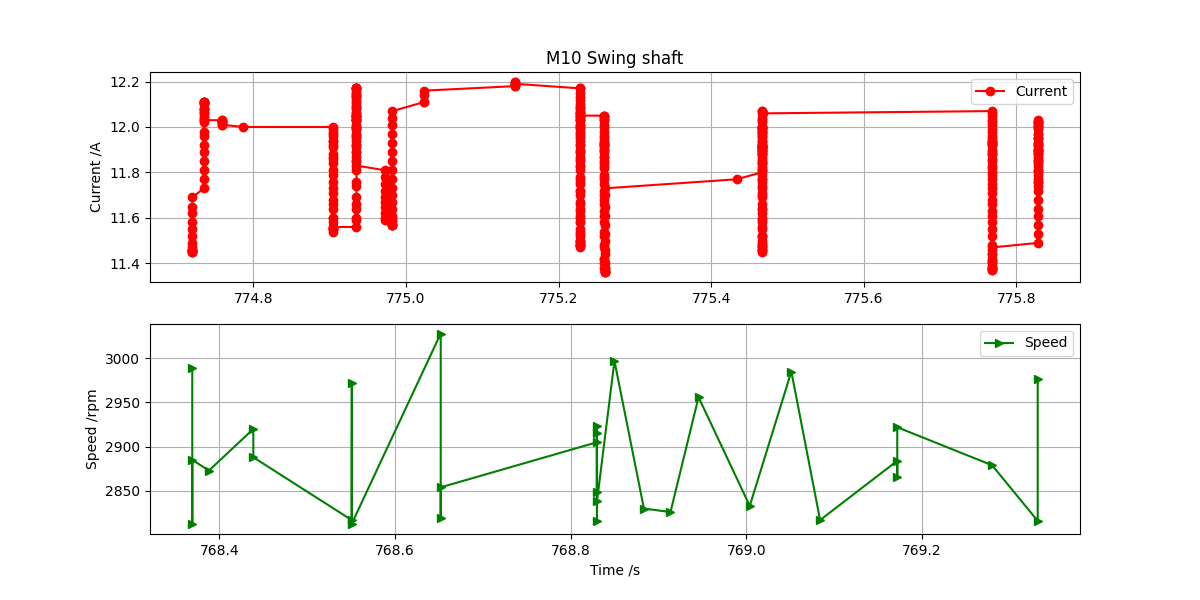 M10 Swing shaft
12.2
12.0
11.8
11.6
11.4
Current /A
Current
774.8 775.0 775.2 775.4 775.6 775.8
3000
2950
2900
2850
Speed /rpm
Speed
768.4 768.6 768.8 769.0 769.2
Time /s